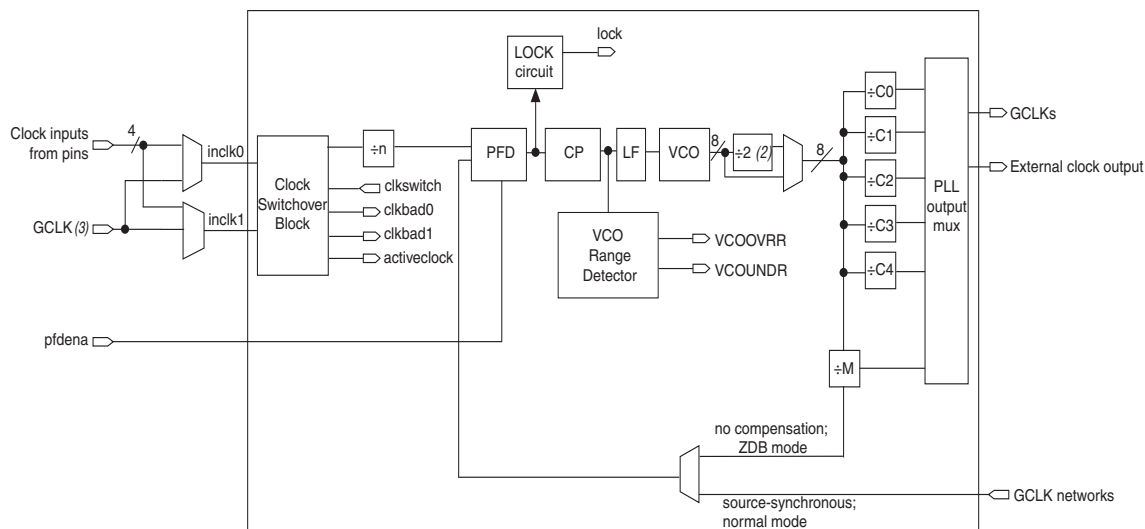 lock
LOCK
circuit
÷C0
GCLKs
4
Clock inputs
from pins
inclk0
÷n
PFD
CP
LF
VCO
8
÷2 (2)
8
÷C1
External clock output
Clock
Switchover
Block
clkswitch
clkbad0
clkbad1
activeclock
÷C2
PLL
output
mux
GCLK (3)
inclk1
VCO
Range
Detector
VCOOVRR
VCOUNDR
÷C3
÷C4
pfdena
÷M
no compensation;
ZDB mode
source-synchronous;
normal mode
GCLK networks